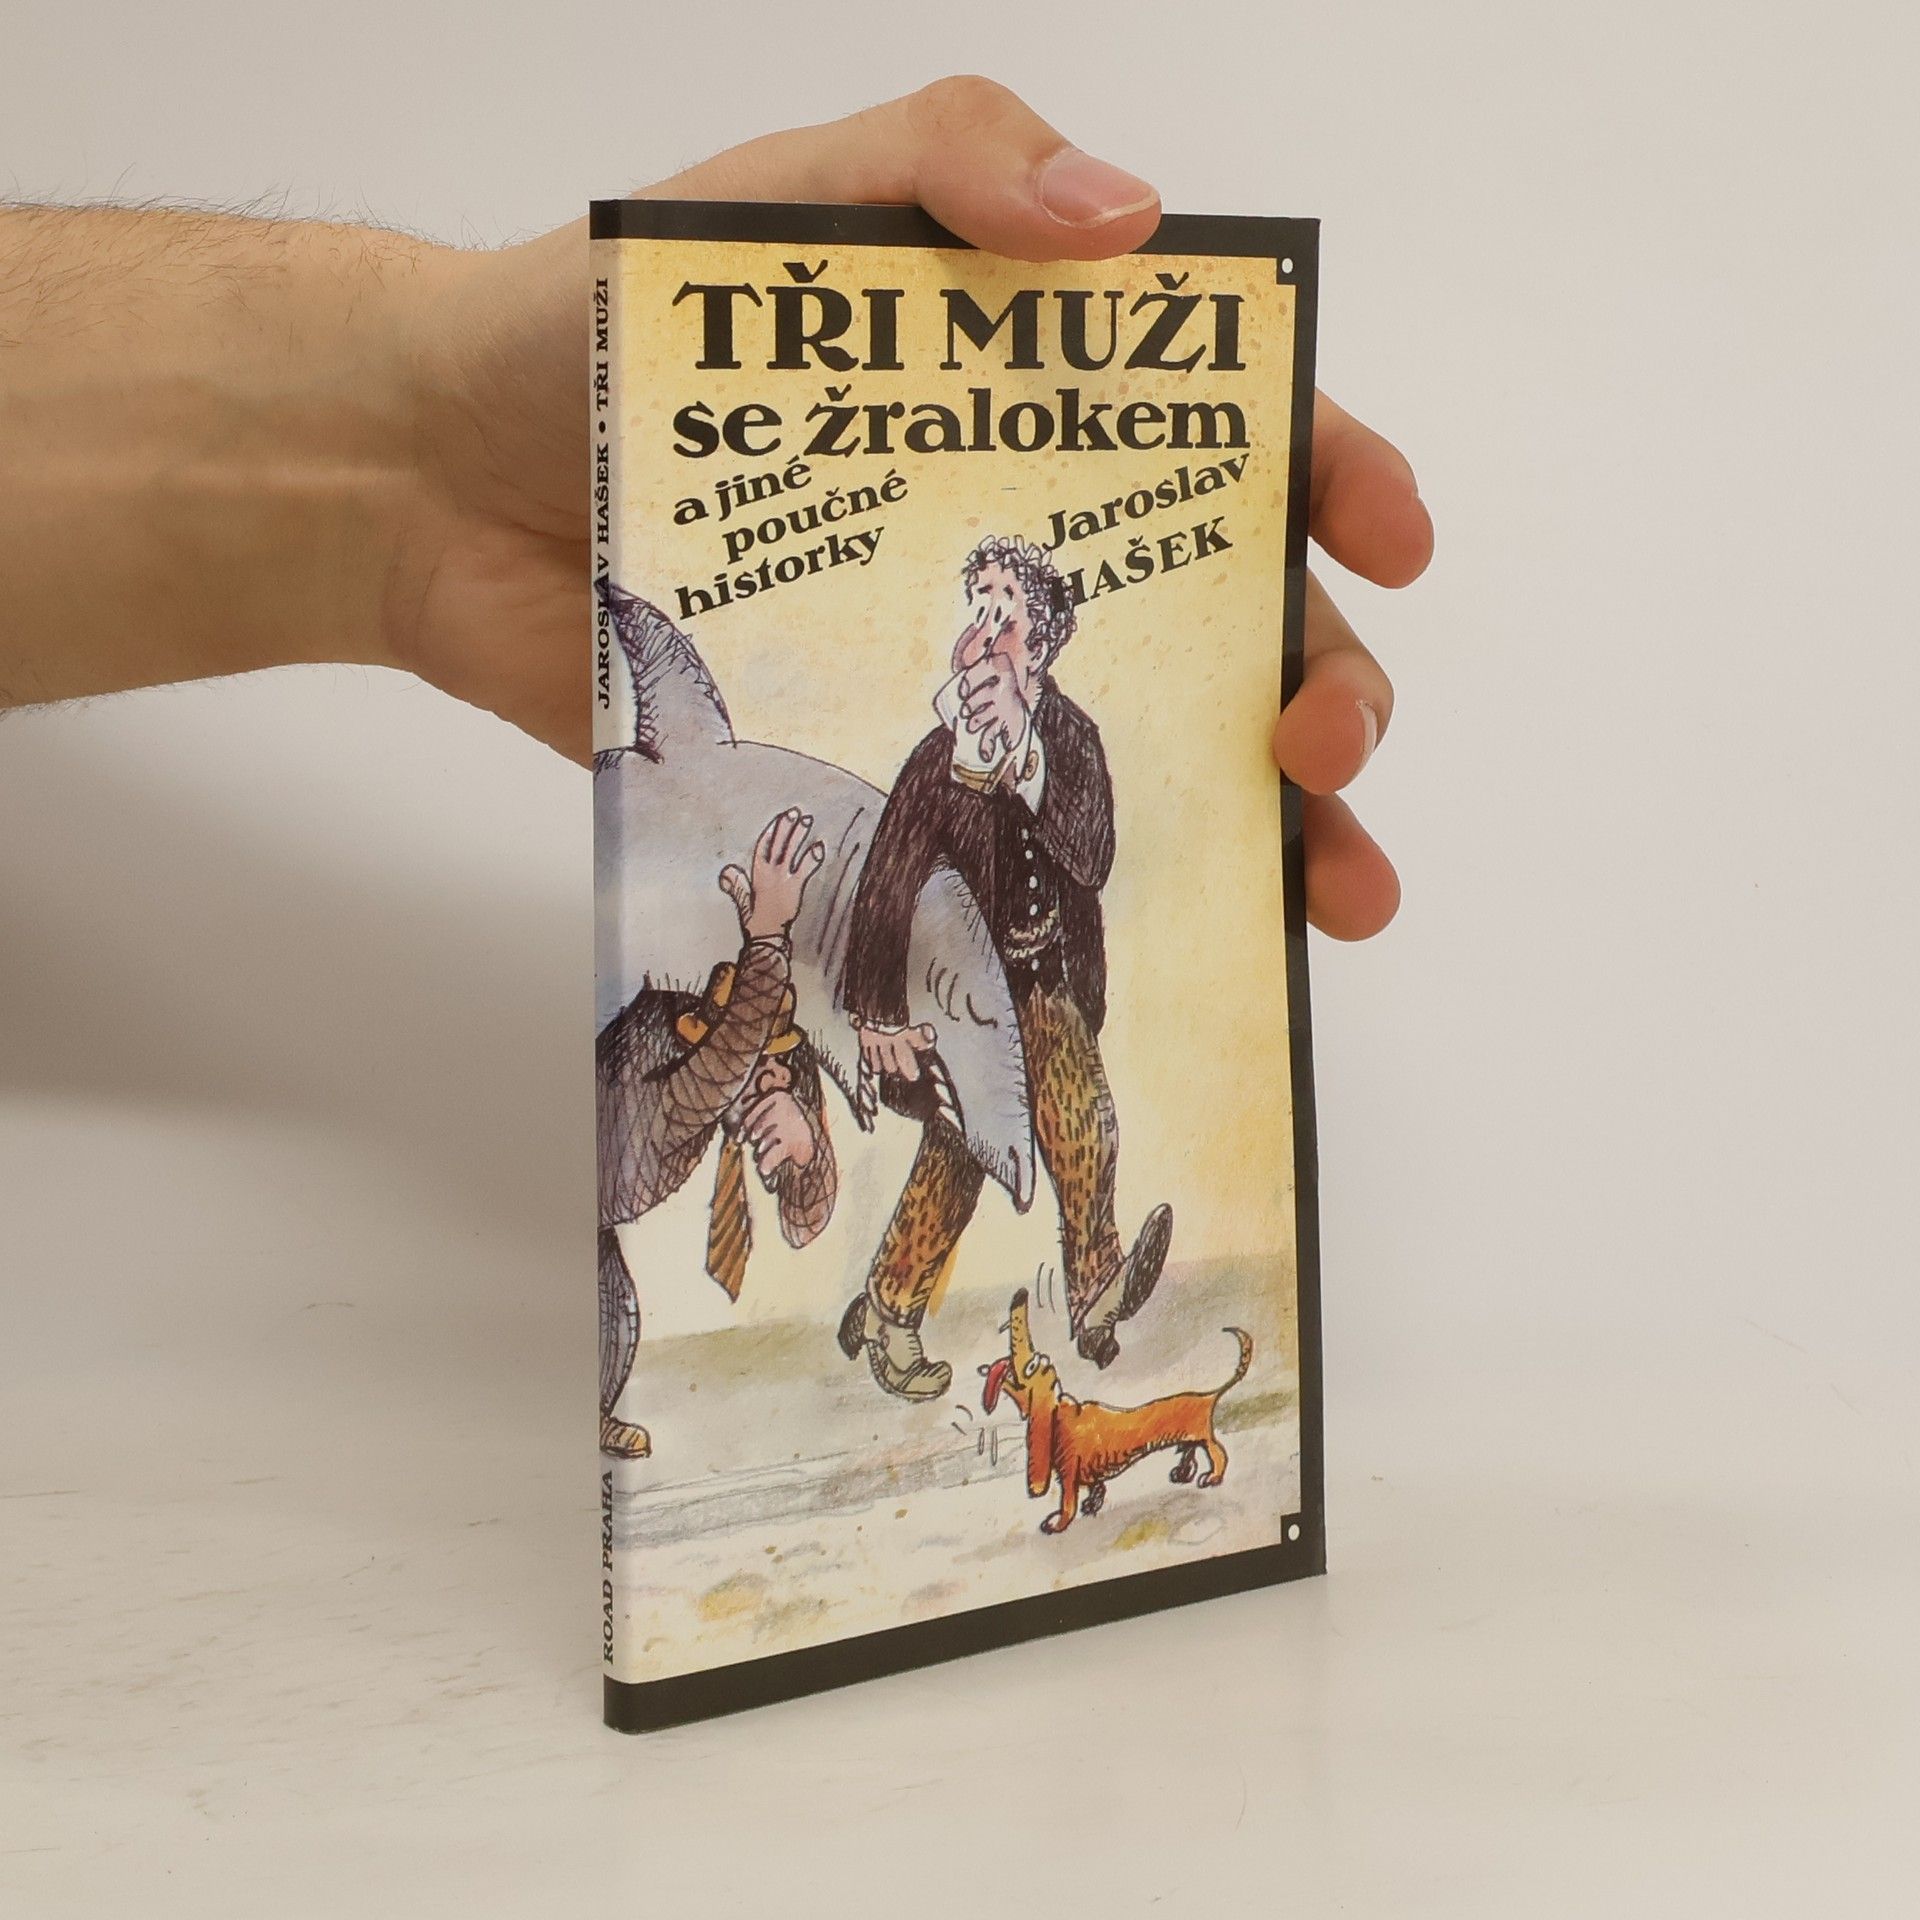 TŘI MUŽI
se žralokem
a jiné
poučné
historky
Jaroslav
HAŠEK
JAROSLAV HAŠEK • TŘI MUŽI
ROAD PRAHA